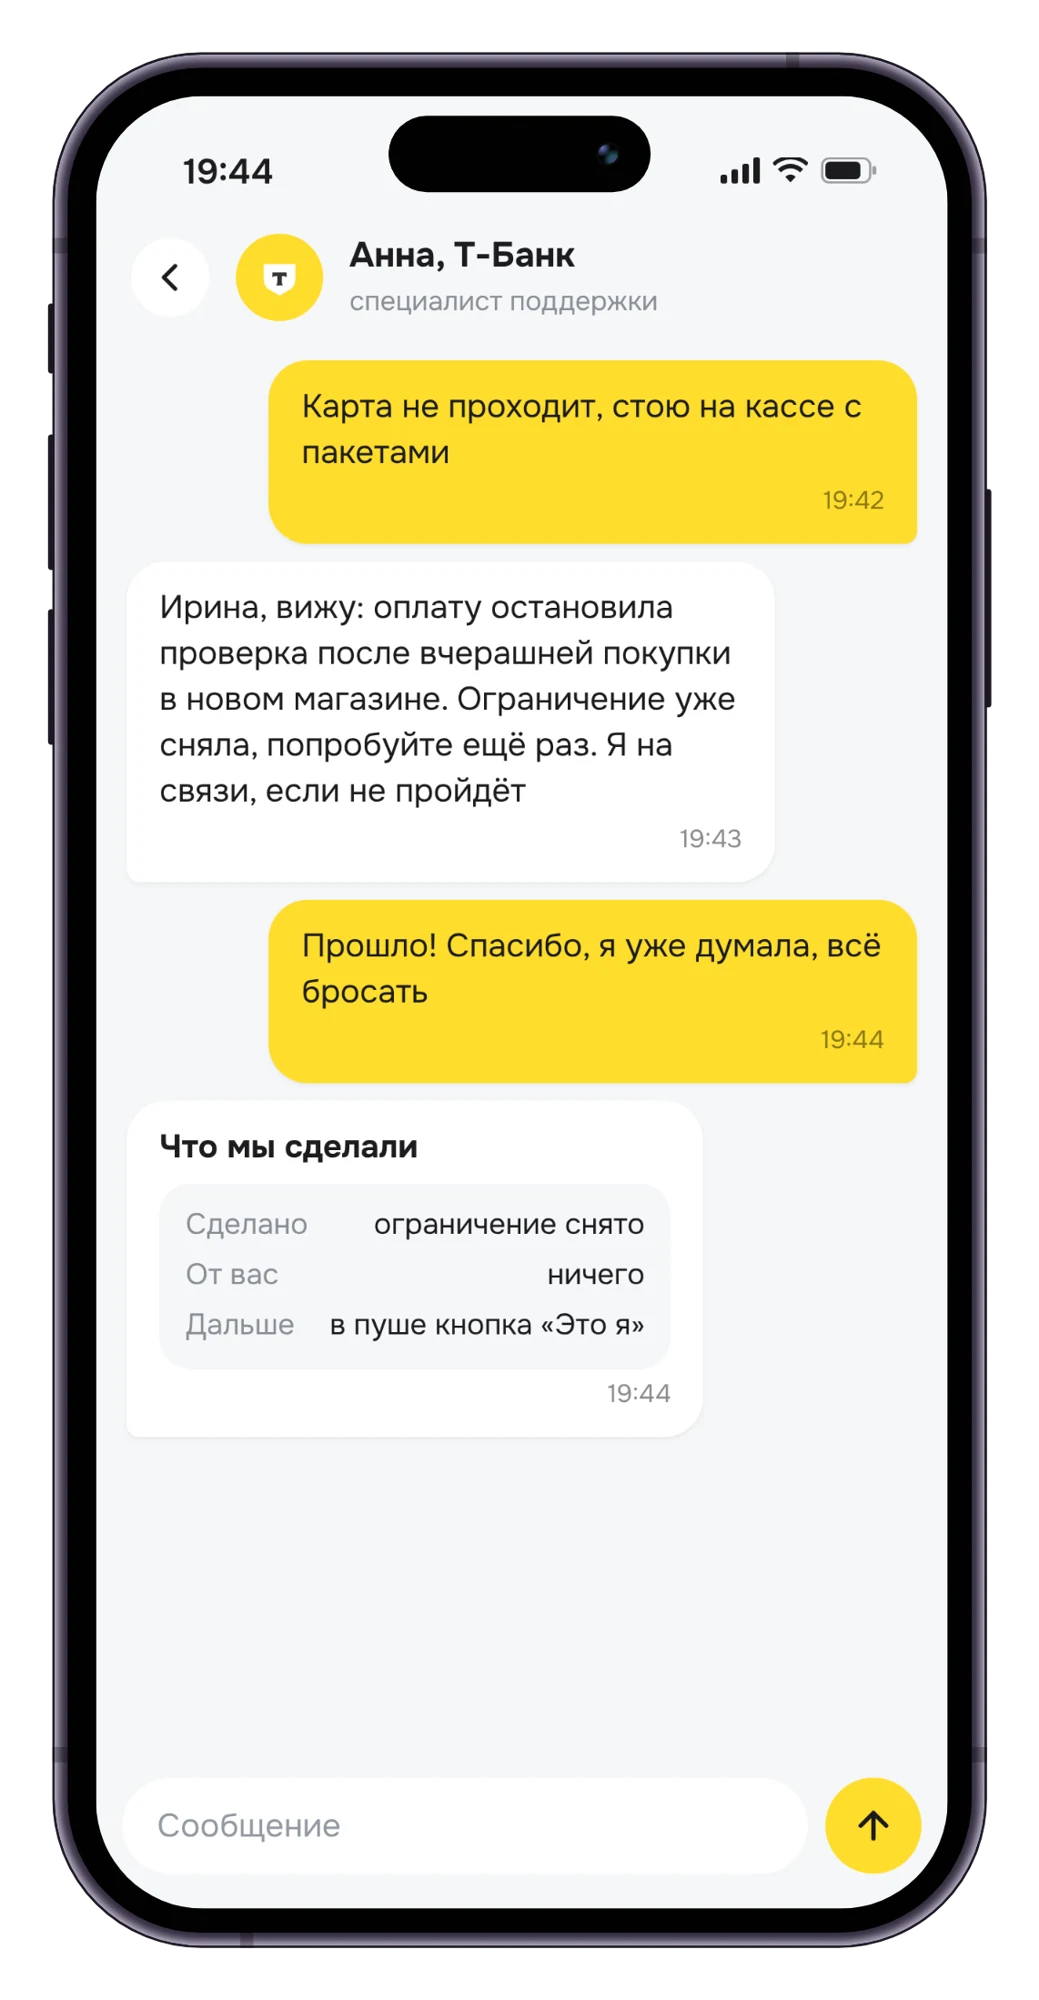 19:44
Анна, Т-Банк
Т
специалист поддержки
Карта не проходит, стою на кассе с
пакетами
19:42
Ирина, вижу: оплату остановила
проверка после вчерашней покупки
в новом магазине. Ограничение уже
сняла, попробуйте ещё раз. Я на
связи, если не пройдёт
19:43
Прошло! Спасибо, я уже думала, всё
бросать
19:44
Что мы сделали
Сделано ограничение снято
От вас ничего
Дальше в пуше кнопка «Это я»
19:44
Сообщение